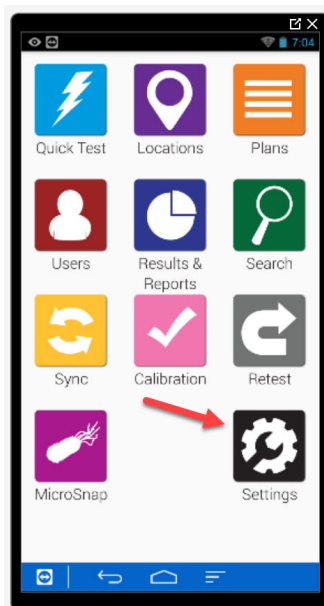 7:04
Quick Test
Locations
Plans
Users
Results &
Reports
Search
Sync
Calibration
Retest
MicroSnap
Settings